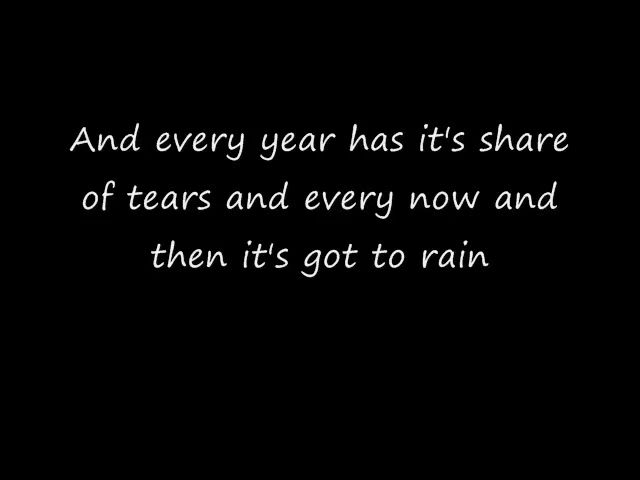 And every year has it's share
of tears and every now and
then it's got to rain